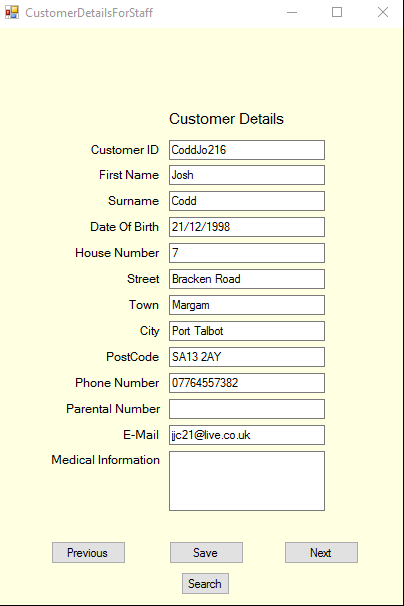 CustomerDetailsForStaff
Customer Details
Customer ID CoddJo216
First Name Josh
Surname Codd
Date Of Birth 21/12/1998
House Number 7
Street Bracken Road
Town Margam
City Port Talbot
PostCode SA13 2AY
Phone Number 07764557382
Parental Number
E-Mail jjc21@live.co.uk
Medical Information
Previous Save Next
Search